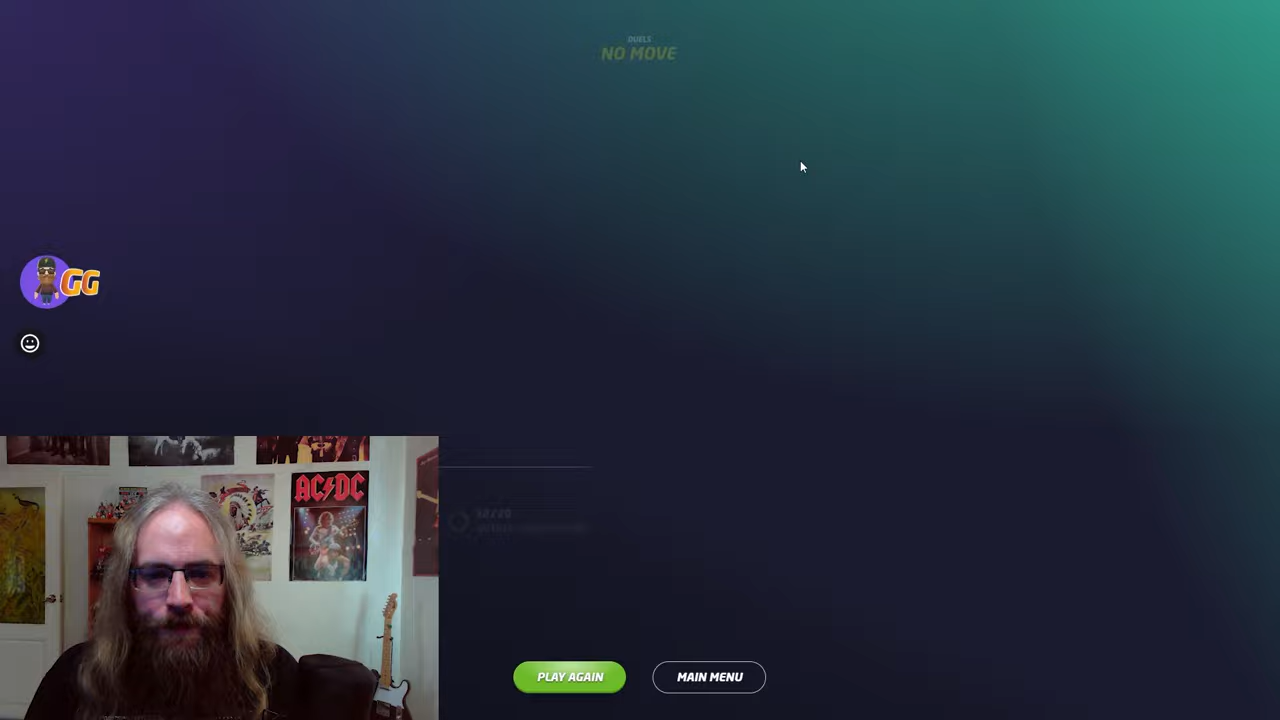 DUELS
NO MOVE
GG
AC/DC
PLAY AGAIN
MAIN MENU